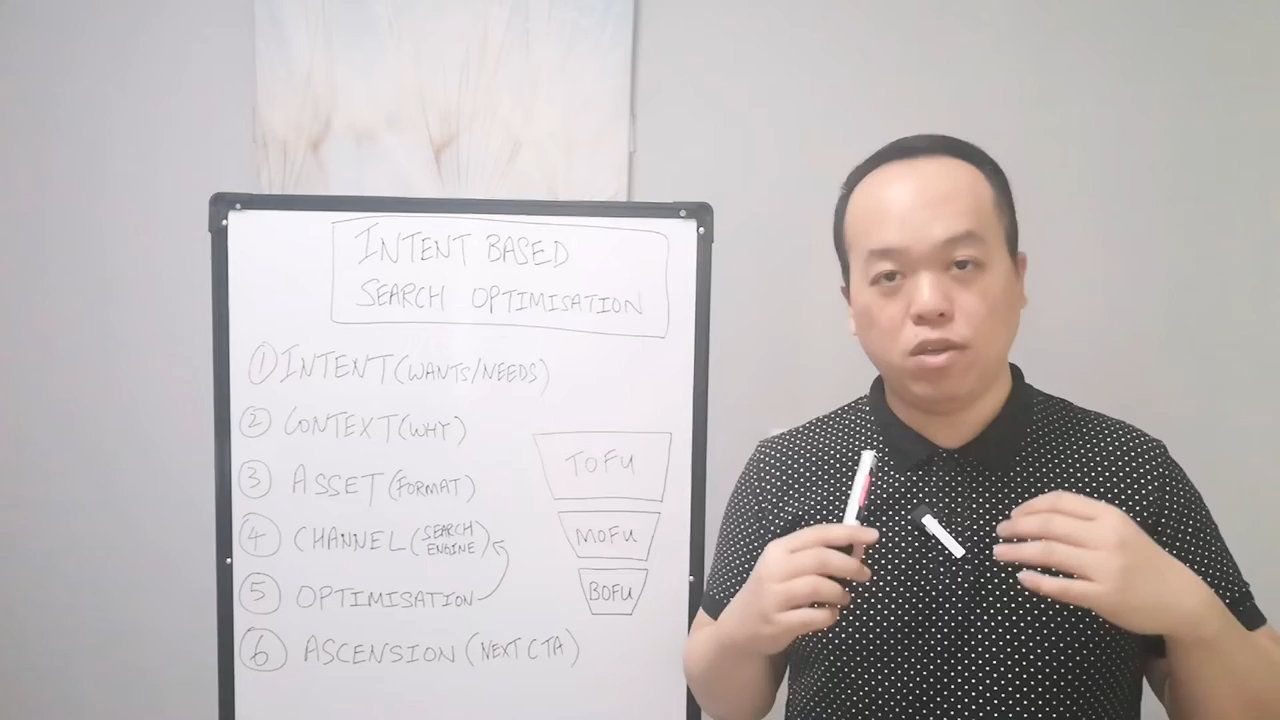 INTENT BASED
SEARCH OPTIMISATION
① INTENT (WANTS/NEEDS)
② CONTEXT (WHY)
③ ASSET (FORMAT)
④ CHANNEL (SEARCH
ENGINE)
⑤ OPTIMISATION
⑥ ASCENSION (NEXT CTA)
TOFU
MOFU
BOFU